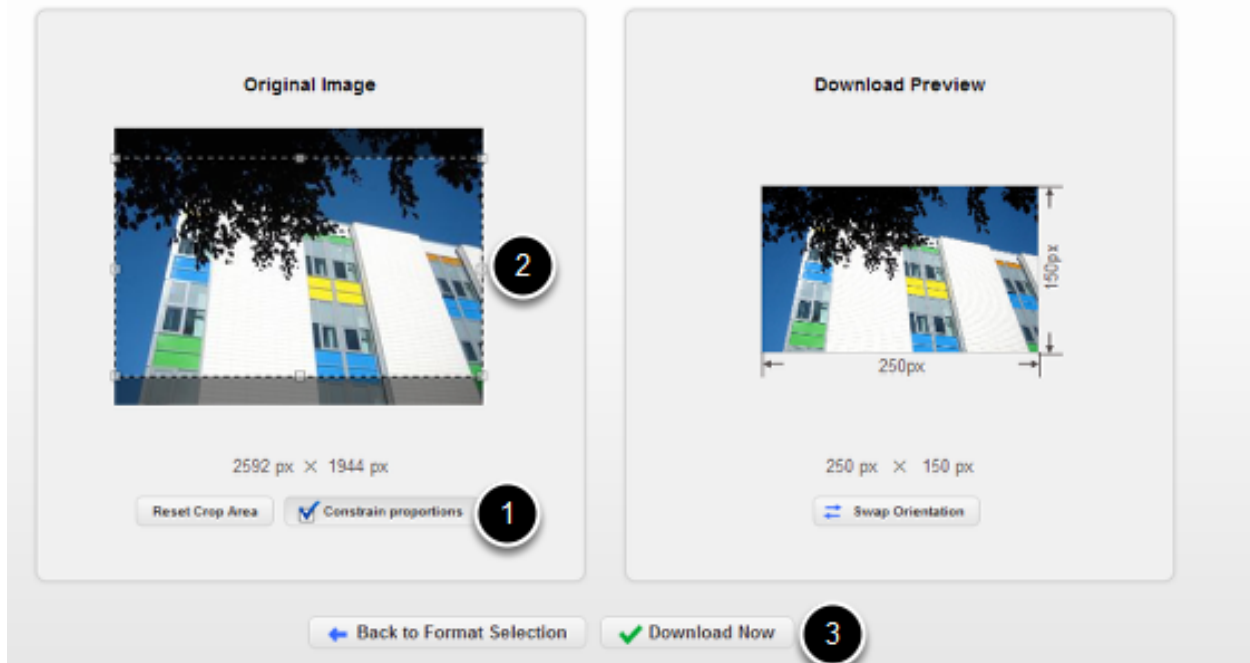 Original Image
2
2592 px × 1944 px
Reset Crop Area
Constrain proportions
1
Download Preview
150px
250px
250 px × 150 px
Swap Orientation
Back to Format Selection
Download Now
3